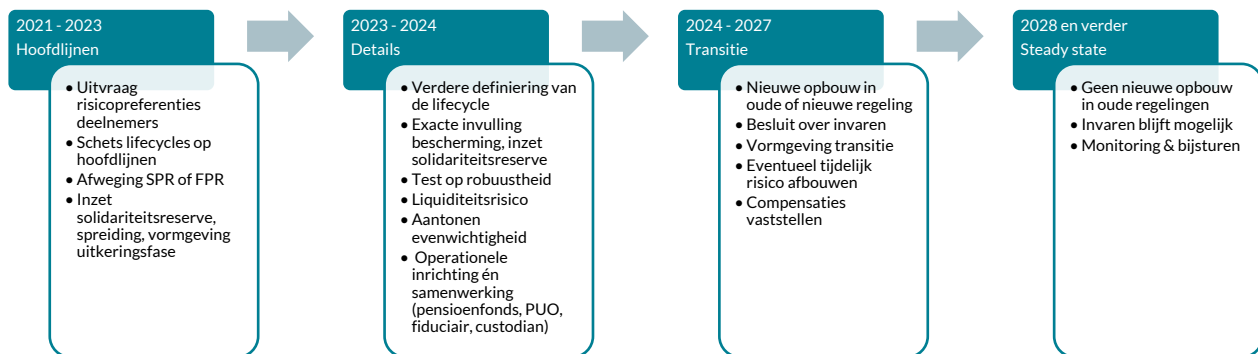 2021 - 2023
Hoofdlijnen
• Uitvraag
risicopreferenties
deelnemers
• Schets lifecycles op
hoofdlijnen
• Afweging SPR of FPR
• Inzet
solidariteitsreserve,
spreiding, vormgeving
uitkeringsfase
2023 - 2024
Details
• Verdere definiering van
de lifecycle
• Exacte invulling
bescherming, inzet
solidariteitsreserve
• Test op robuustheid
• Liquiditeitsrisico
• Aantonen
evenwichtigheid
• Operationele
inrichting én
samenwerking
(pensioenfonds, PUO,
fiduciair, custodian)
2024 - 2027
Transitie
• Nieuwe opbouw in
oude of nieuwe regeling
• Besluit over invaren
• Vormgeving transitie
• Eventueel tijdelijk
risico afbouwen
• Compensaties
vaststellen
2028 en verder
Steady state
• Geen nieuwe opbouw
in oude regelingen
• Invaren blijft mogelijk
• Monitoring & bijsturen